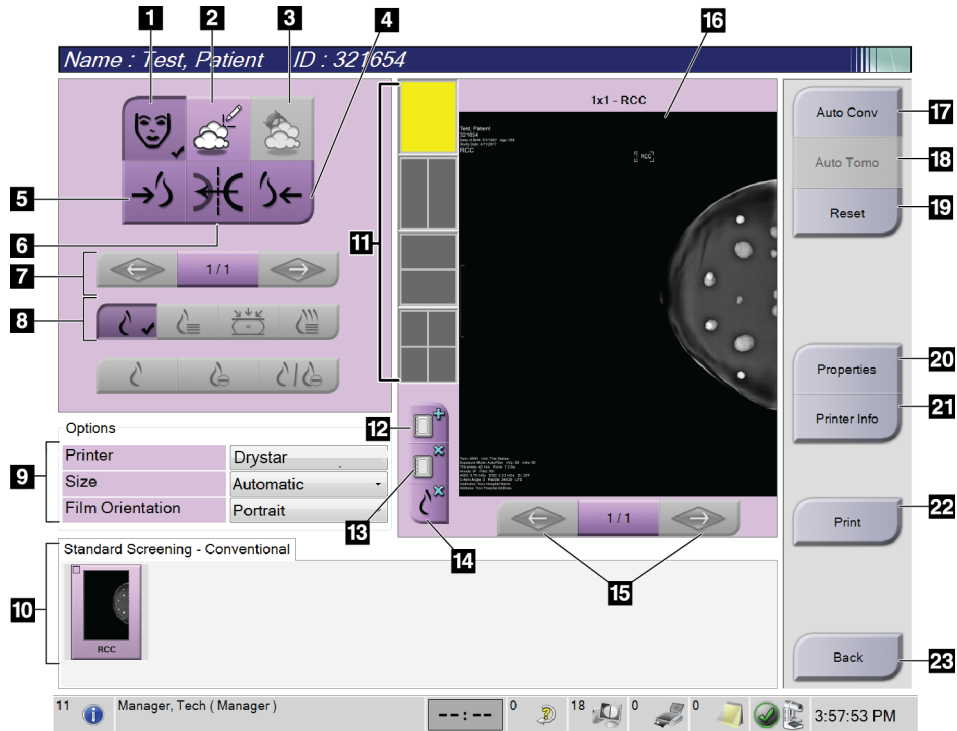 1 2 3 4 16
Name : Test, Patient ID : 321654
1x1 - RCC
Test, Patient
321654
RCC
RCC
Auto Conv 17
Auto Tomo 18
Reset 19
5
6
11
7
1 / 1
8
Properties 20
Printer Info 21
Options
9
Printer Drystar
Size Automatic
Film Orientation Portrait
12
13
14
1 / 1
15
Print 22
Standard Screening - Conventional
10
RCC
Back 23
11 Manager, Tech ( Manager ) --:-- 0 18 0 0 3:57:53 PM